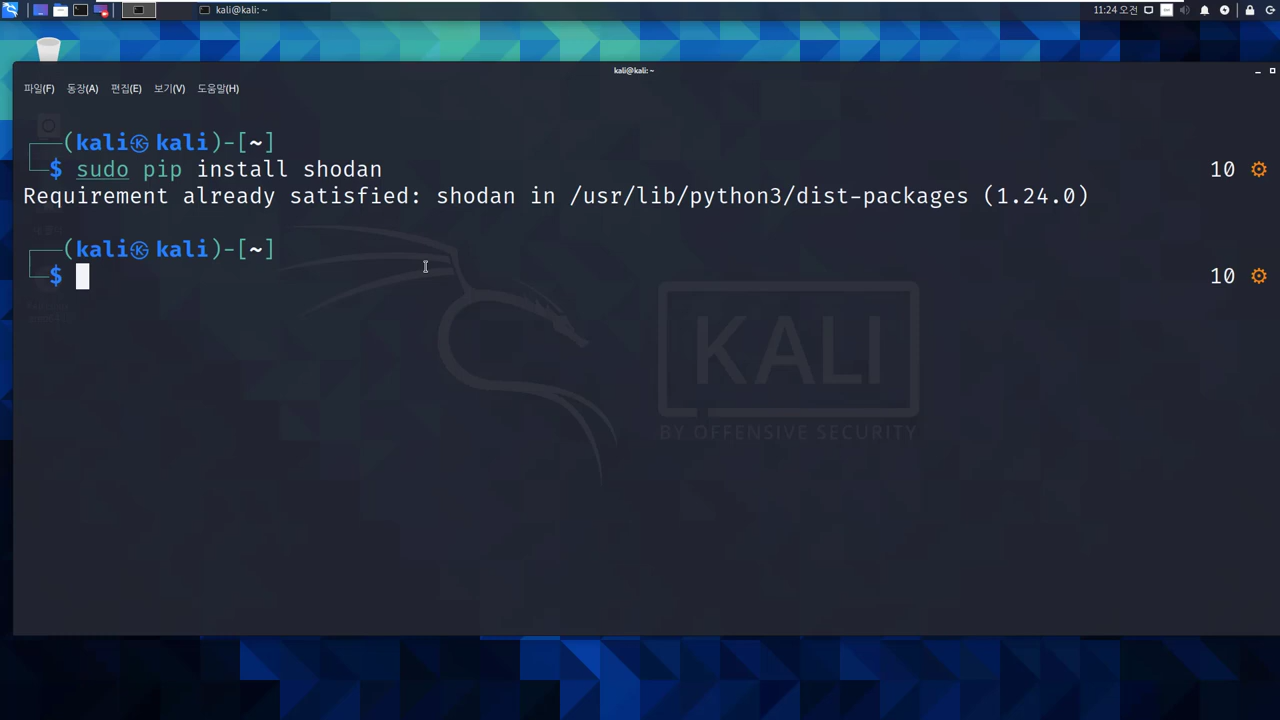 kali@kali: ~
11:24 오전
kali@kali: ~
파일(F) 동장(A) 편집(E) 보기(V) 도움말(H)
(kali㉿kali)-[~]
$ sudo pip install shodan 10 ⚙
Requirement already satisfied: shodan in /usr/lib/python3/dist-packages (1.24.0)
(kali㉿kali)-[~]
$ 10 ⚙
KALI
BY OFFENSIVE SECURITY